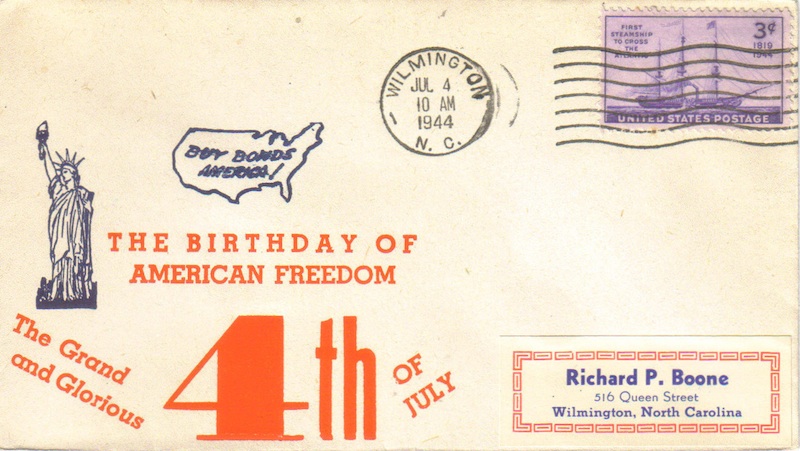 FIRST
STEAMSHIP
TO CROSS
THE
ATLANTIC
3¢
1819
1944
UNITED STATES POSTAGE
WILMINGTON
JUL 4
10 AM
1944
N. C.
BUY BONDS
AMERICA!
THE BIRTHDAY OF
AMERICAN FREEDOM
The Grand
and Glorious
4th
OF
JULY
Richard P. Boone
516 Queen Street
Wilmington, North Carolina